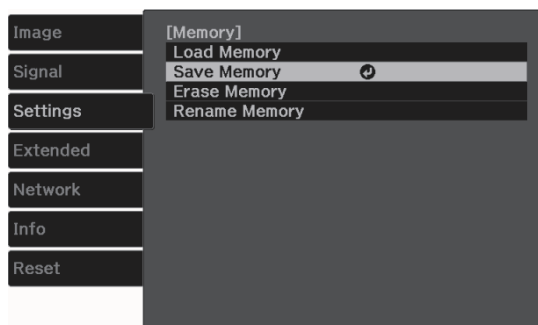 Image
Signal
Settings
Extended
Network
Info
Reset
[Memory]
Load Memory
Save Memory
Erase Memory
Rename Memory